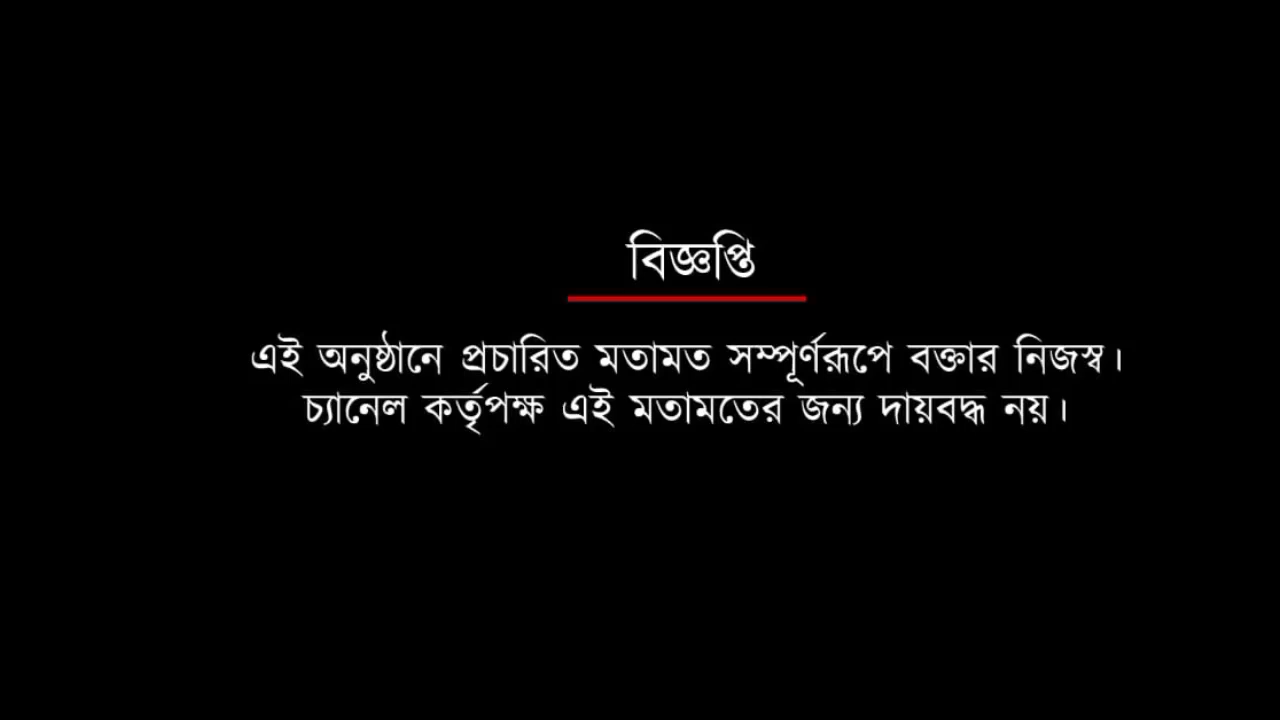 বিজ্ঞপ্তি
এই অনুষ্ঠানে প্রচারিত মতামত সম্পূর্ণরূপে বক্তার নিজস্ব।
চ্যানেল কর্তৃপক্ষ এই মতামতের জন্য দায়বদ্ধ নয়।